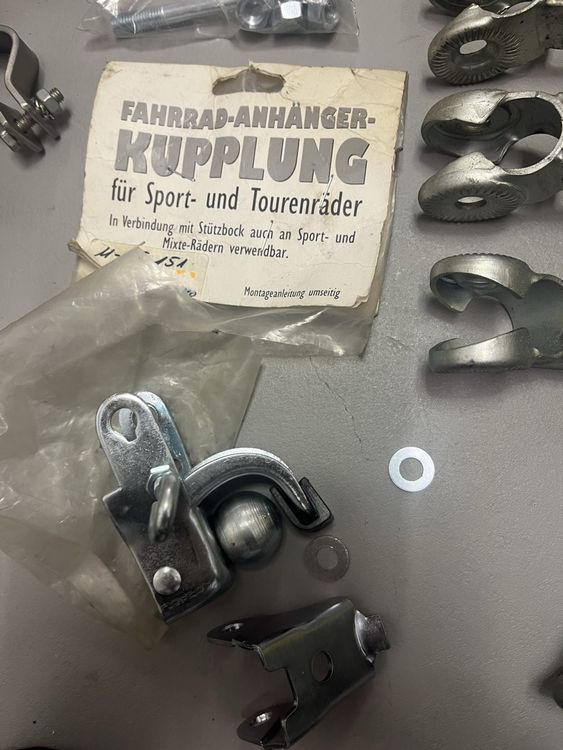 FAHRRAD-ANHÄNGER-
KUPPLUNG
für Sport- und Tourenräder
In Verbindung mit Stützbock auch an Sport- und
Mixte-Rädern verwendbar.
151
Montageanleitung umseitig